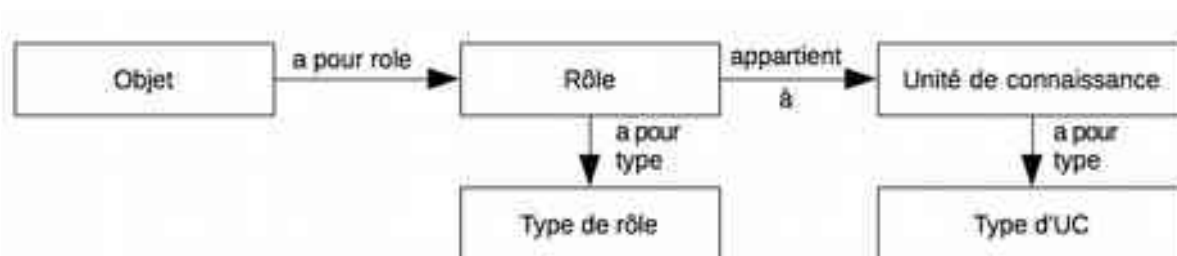 Objet
a pour role
Rôle
appartient
à
Unité de connaissance
a pour
type
a pour
type
Type de rôle
Type d'UC